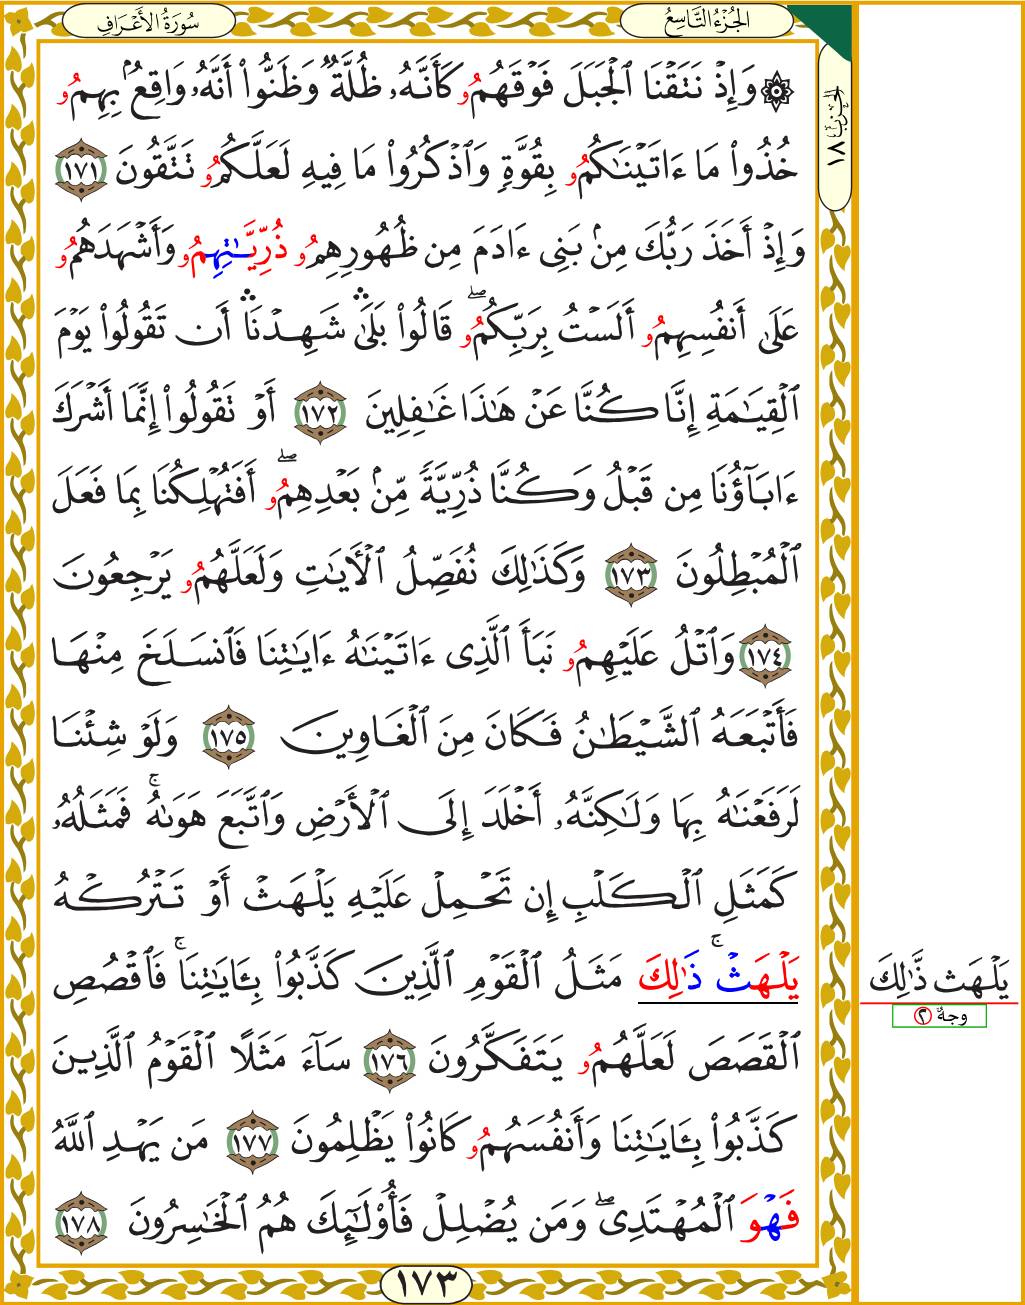 سُورَةُ الأَعْرَافِ
الجُزْءُ التَّاسِعُ
الحِزْبُ ١٨
۞ وَإِذْ نَتَقْنَا ٱلْجَبَلَ فَوْقَهُمُۥ كَأَنَّهُۥ ظُلَّةٌ وَظَنُّوٓا۟ أَنَّهُۥ وَاقِعٌۢ بِهِمُۥ
خُذُوا۟ مَا ءَاتَيْنَـٰكُمُۥ بِقُوَّةٍ وَٱذْكُرُوا۟ مَا فِيهِ لَعَلَّكُمُۥ تَتَّقُونَ ١٧١
وَإِذْ أَخَذَ رَبُّكَ مِنۢ بَنِى ءَادَمَ مِن ظُهُورِهِمُۥ ذُرِّيَّـٰتِهِمُۥ وَأَشْهَدَهُمُۥ
عَلَىٰ أَنفُسِهِمُۥ أَلَسْتُ بِرَبِّكُمُۥ ۖ قَالُوا۟ بَلَىٰ ۛ شَهِدْنَا ۛ أَن تَقُولُوا۟ يَوْمَ
ٱلْقِيَـٰمَةِ إِنَّا كُنَّا عَنْ هَـٰذَا غَـٰفِلِينَ ١٧٢ أَوْ تَقُولُوا۟ إِنَّمَا أَشْرَكَ
ءَابَآؤُنَا مِن قَبْلُ وَكُنَّا ذُرِّيَّةً مِّنۢ بَعْدِهِمُۥ ۖ أَفَتُهْلِكُنَا بِمَا فَعَلَ
ٱلْمُبْطِلُونَ ١٧٣ وَكَذَٰلِكَ نُفَصِّلُ ٱلْأَيَـٰتِ وَلَعَلَّهُمُۥ يَرْجِعُونَ
١٧٤ وَٱتْلُ عَلَيْهِمُۥ نَبَأَ ٱلَّذِى ءَاتَيْنَـٰهُ ءَايَـٰتِنَا فَٱنسَلَخَ مِنْهَا
فَأَتْبَعَهُ ٱلشَّيْطَـٰنُ فَكَانَ مِنَ ٱلْغَاوِينَ ١٧٥ وَلَوْ شِئْنَا
لَرَفَعْنَـٰهُ بِهَا وَلَـٰكِنَّهُۥ أَخْلَدَ إِلَى ٱلْأَرْضِ وَٱتَّبَعَ هَوَىٰهُ ۚ فَمَثَلُهُۥ
كَمَثَلِ ٱلْكَلْبِ إِن تَحْمِلْ عَلَيْهِ يَلْهَثْ أَوْ تَتْرُكْهُ
يَلْهَثْ ۚ ذَٰلِكَ مَثَلُ ٱلْقَوْمِ ٱلَّذِينَ كَذَّبُوا۟ بِـَٔايَـٰتِنَا ۚ فَٱقْصُصِ
ٱلْقَصَصَ لَعَلَّهُمُۥ يَتَفَكَّرُونَ ١٧٦ سَآءَ مَثَلًا ٱلْقَوْمُ ٱلَّذِينَ
كَذَّبُوا۟ بِـَٔايَـٰتِنَا وَأَنفُسَهُمُۥ كَانُوا۟ يَظْلِمُونَ ١٧٧ مَن يَهْدِ ٱللَّهُ
فَهْوَ ٱلْمُهْتَدِى ۖ وَمَن يُضْلِلْ فَأُو۟لَـٰٓئِكَ هُمُ ٱلْخَـٰسِرُونَ ١٧٨
يَلْهَث ذَّٰلِكَ
وجهٌ ٢
١٧٣